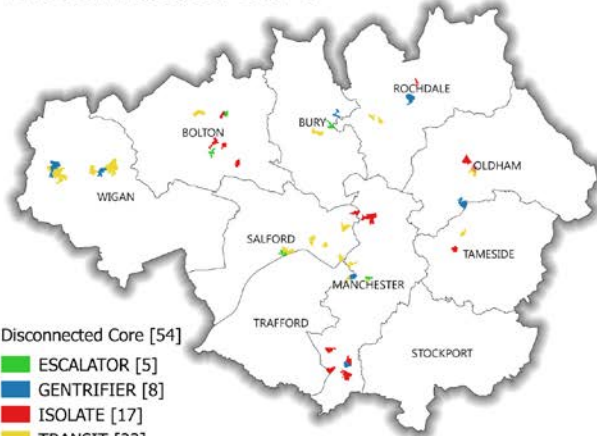 ROCHDALE
BURY
BOLTON
OLDHAM
WIGAN
SALFORD
TAMESIDE
MANCHESTER
TRAFFORD
STOCKPORT
Disconnected Core [54]
ESCALATOR [5]
GENTRIFIER [8]
ISOLATE [17]